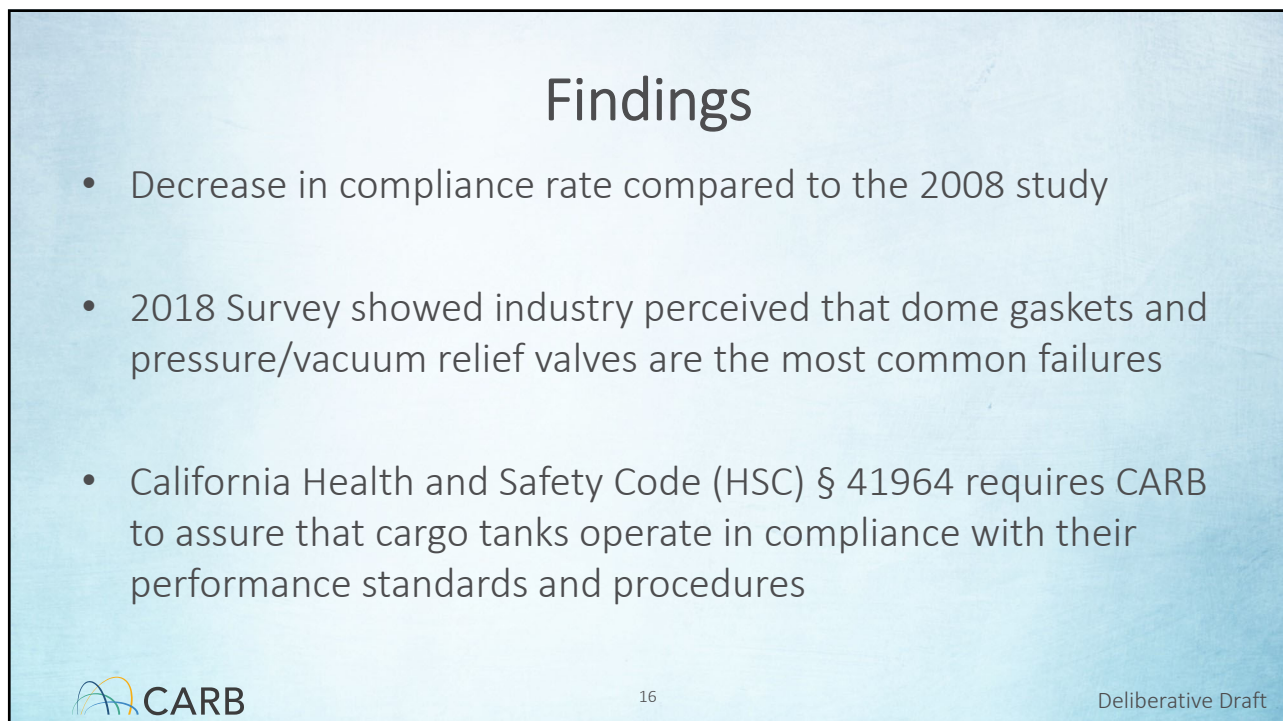 Findings
• Decrease in compliance rate compared to the 2008 study
• 2018 Survey showed industry perceived that dome gaskets and
pressure/vacuum relief valves are the most common failures
• California Health and Safety Code (HSC) § 41964 requires CARB
to assure that cargo tanks operate in compliance with their
performance standards and procedures
CARB
16
Deliberative Draft